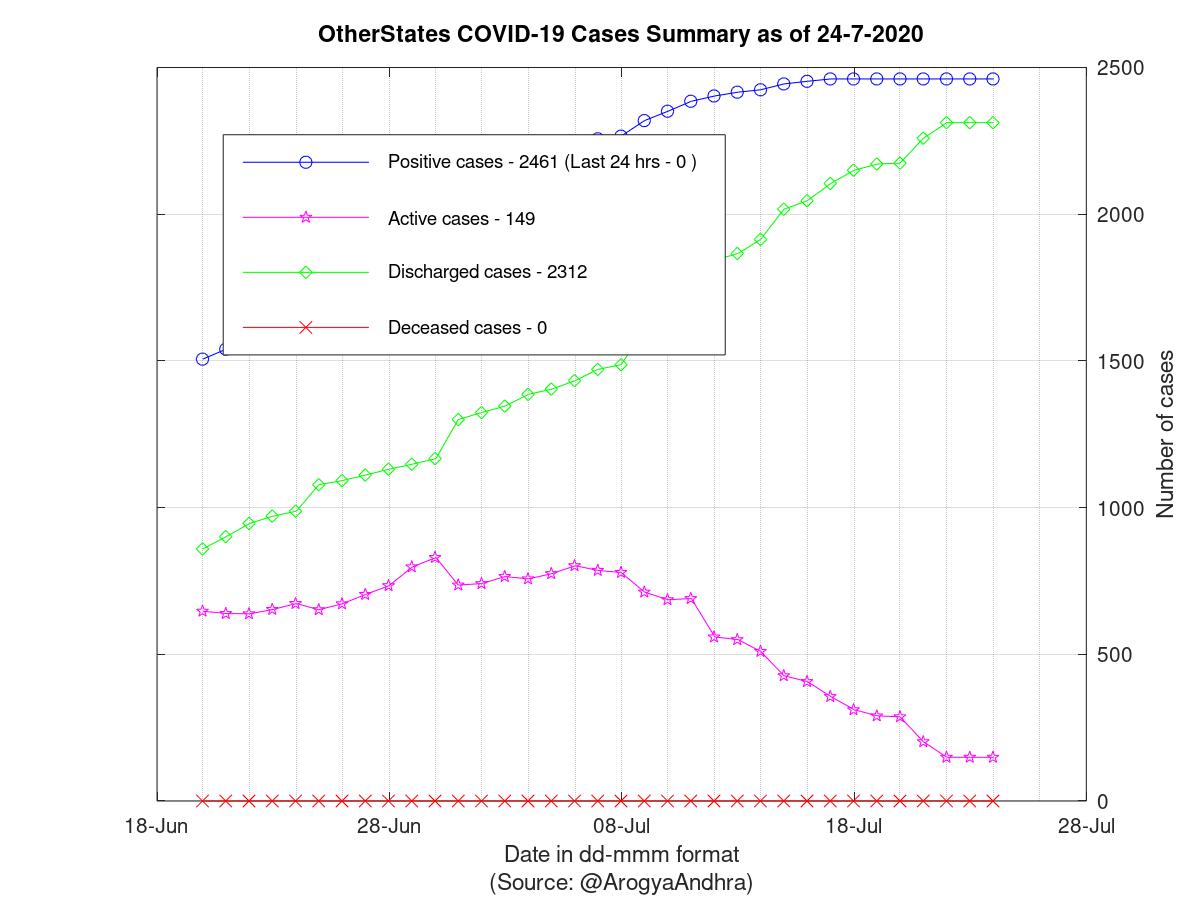 OtherStates COVID-19 Cases Summary as of 24-7-2020
Positive cases - 2461 (Last 24 hrs - 0 )
Active cases - 149
Discharged cases - 2312
Deceased cases - 0
2500
2000
1500
1000
500
0
Number of cases
18-Jun
28-Jun
08-Jul
18-Jul
28-Jul
Date in dd-mmm format
(Source: @ArogyaAndhra)